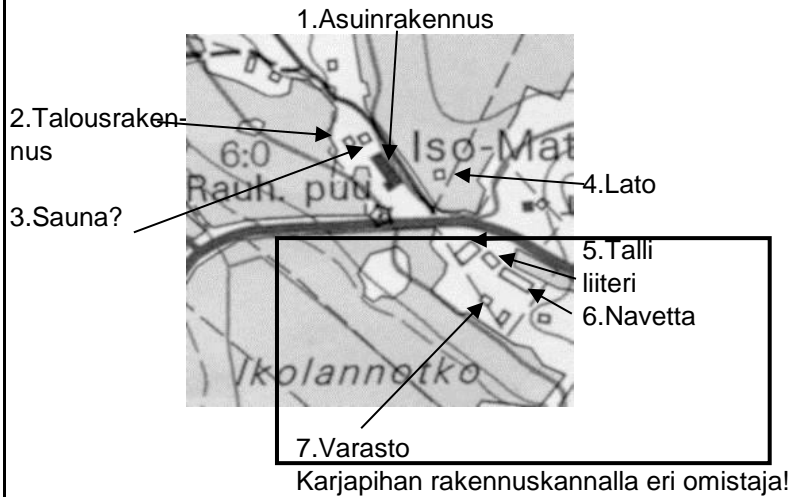 1.Asuinrakennus
2.Talousraken-
nus
3.Sauna?
6:0
Rauh. puu
Iso-Mat
4.Lato
5.Talli
liiteri
6.Navetta
Ikolannotko
7.Varasto
Karjapihan rakennuskannalla eri omistaja!